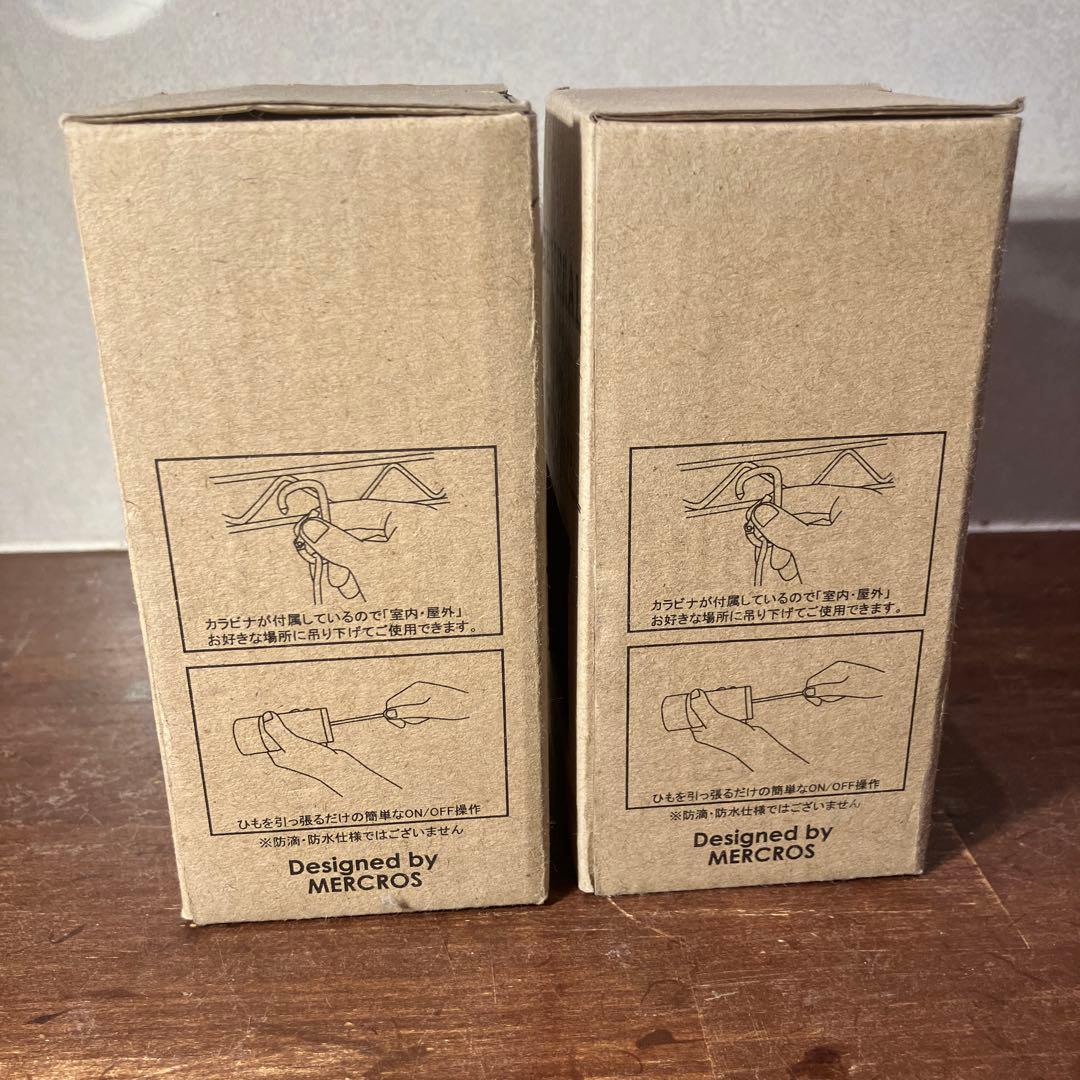 カラビナが付属しているので「室内・屋外」
お好きな場所に吊り下げてご使用できます。
ひもを引っ張るだけの簡単なON/OFF操作
※防滴・防水仕様ではございません
Designed by
MERCROS
カラビナが付属しているので「室内・屋外」
お好きな場所に吊り下げてご使用できます。
ひもを引っ張るだけの簡単なON/OFF操作
※防滴・防水仕様ではございません
Designed by
MERCROS